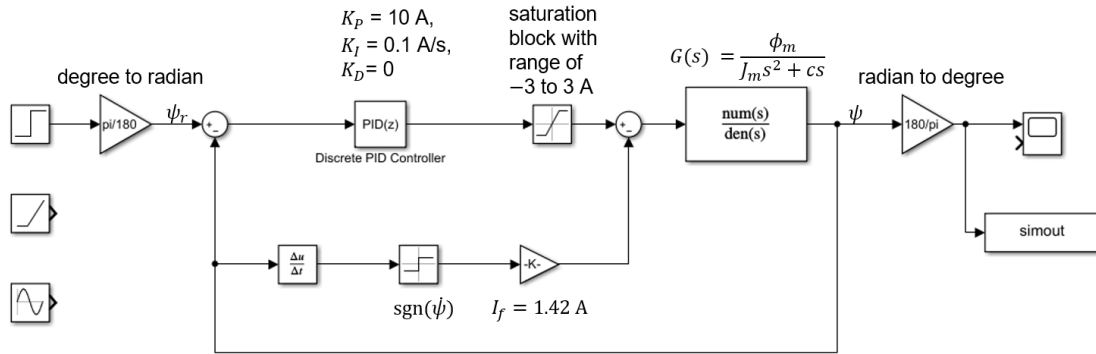 K_P = 10 A,
K_I = 0.1 A/s,
K_D= 0
saturation
block with
range of
−3 to 3 A
G(s) = ϕ_m / (J_m s² + cs)
degree to radian
radian to degree
pi/180
ψ_r
+
−
PID(z)
Discrete PID Controller
+
−
num(s)
den(s)
ψ
180/pi
simout
Δu
Δt
-K-
sgn(ψ̇)
I_f = 1.42 A